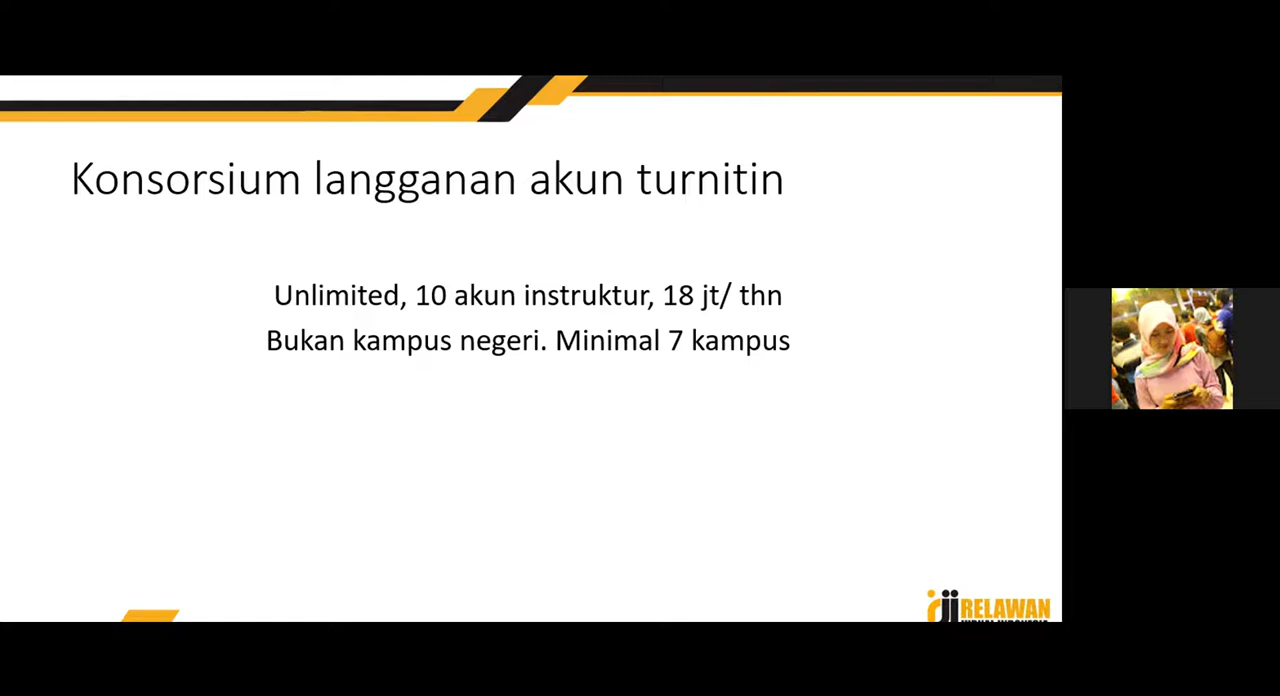 Konsorsium langganan akun turnitin
Unlimited, 10 akun instruktur, 18 jt/ thn
Bukan kampus negeri. Minimal 7 kampus
RELAWAN